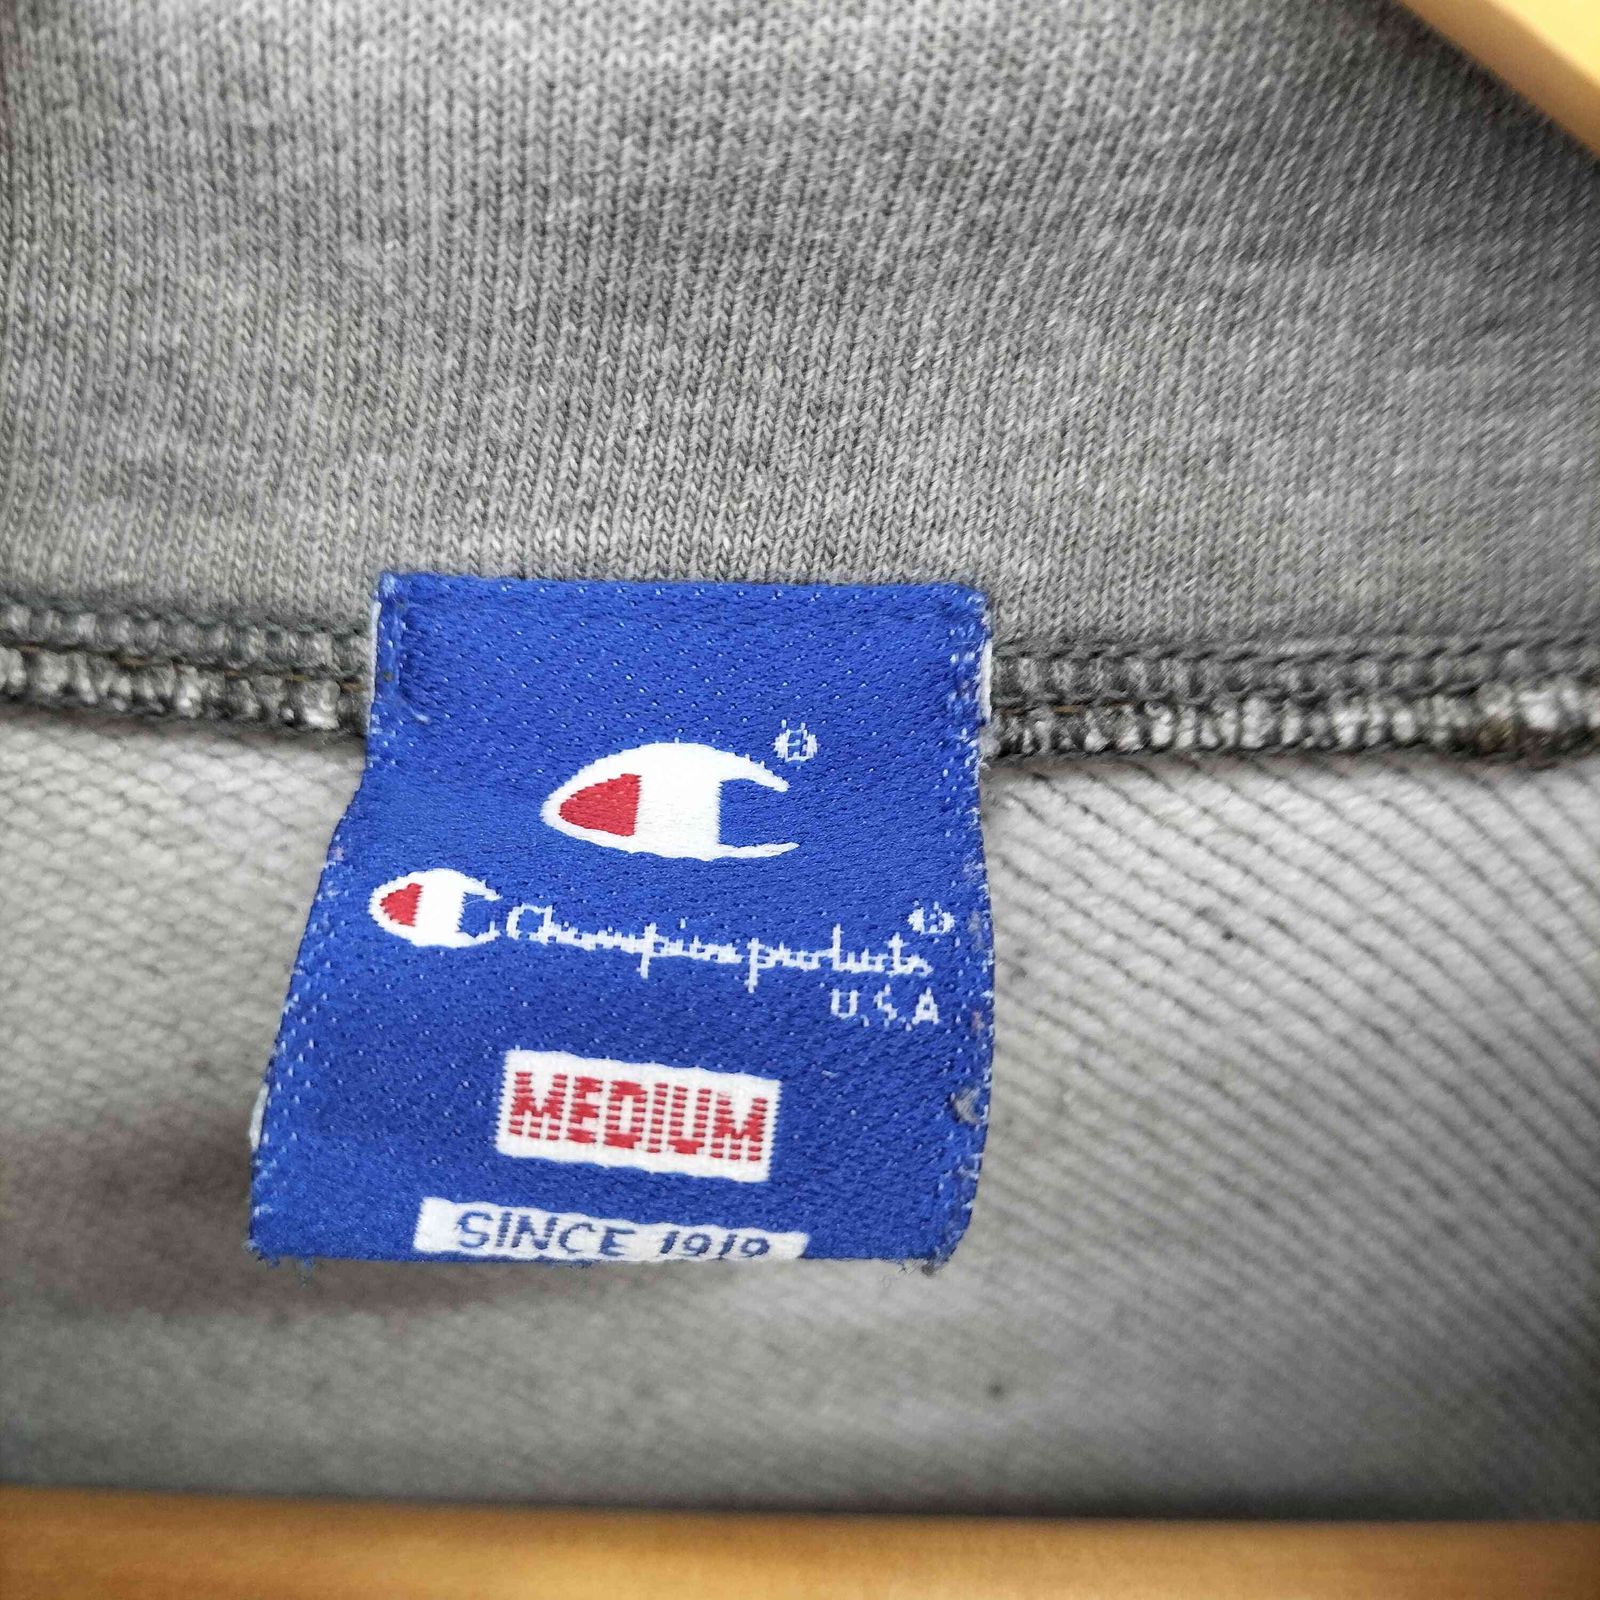 C®
Champion products®
U.S.A
MEDIUM
SINCE 1919